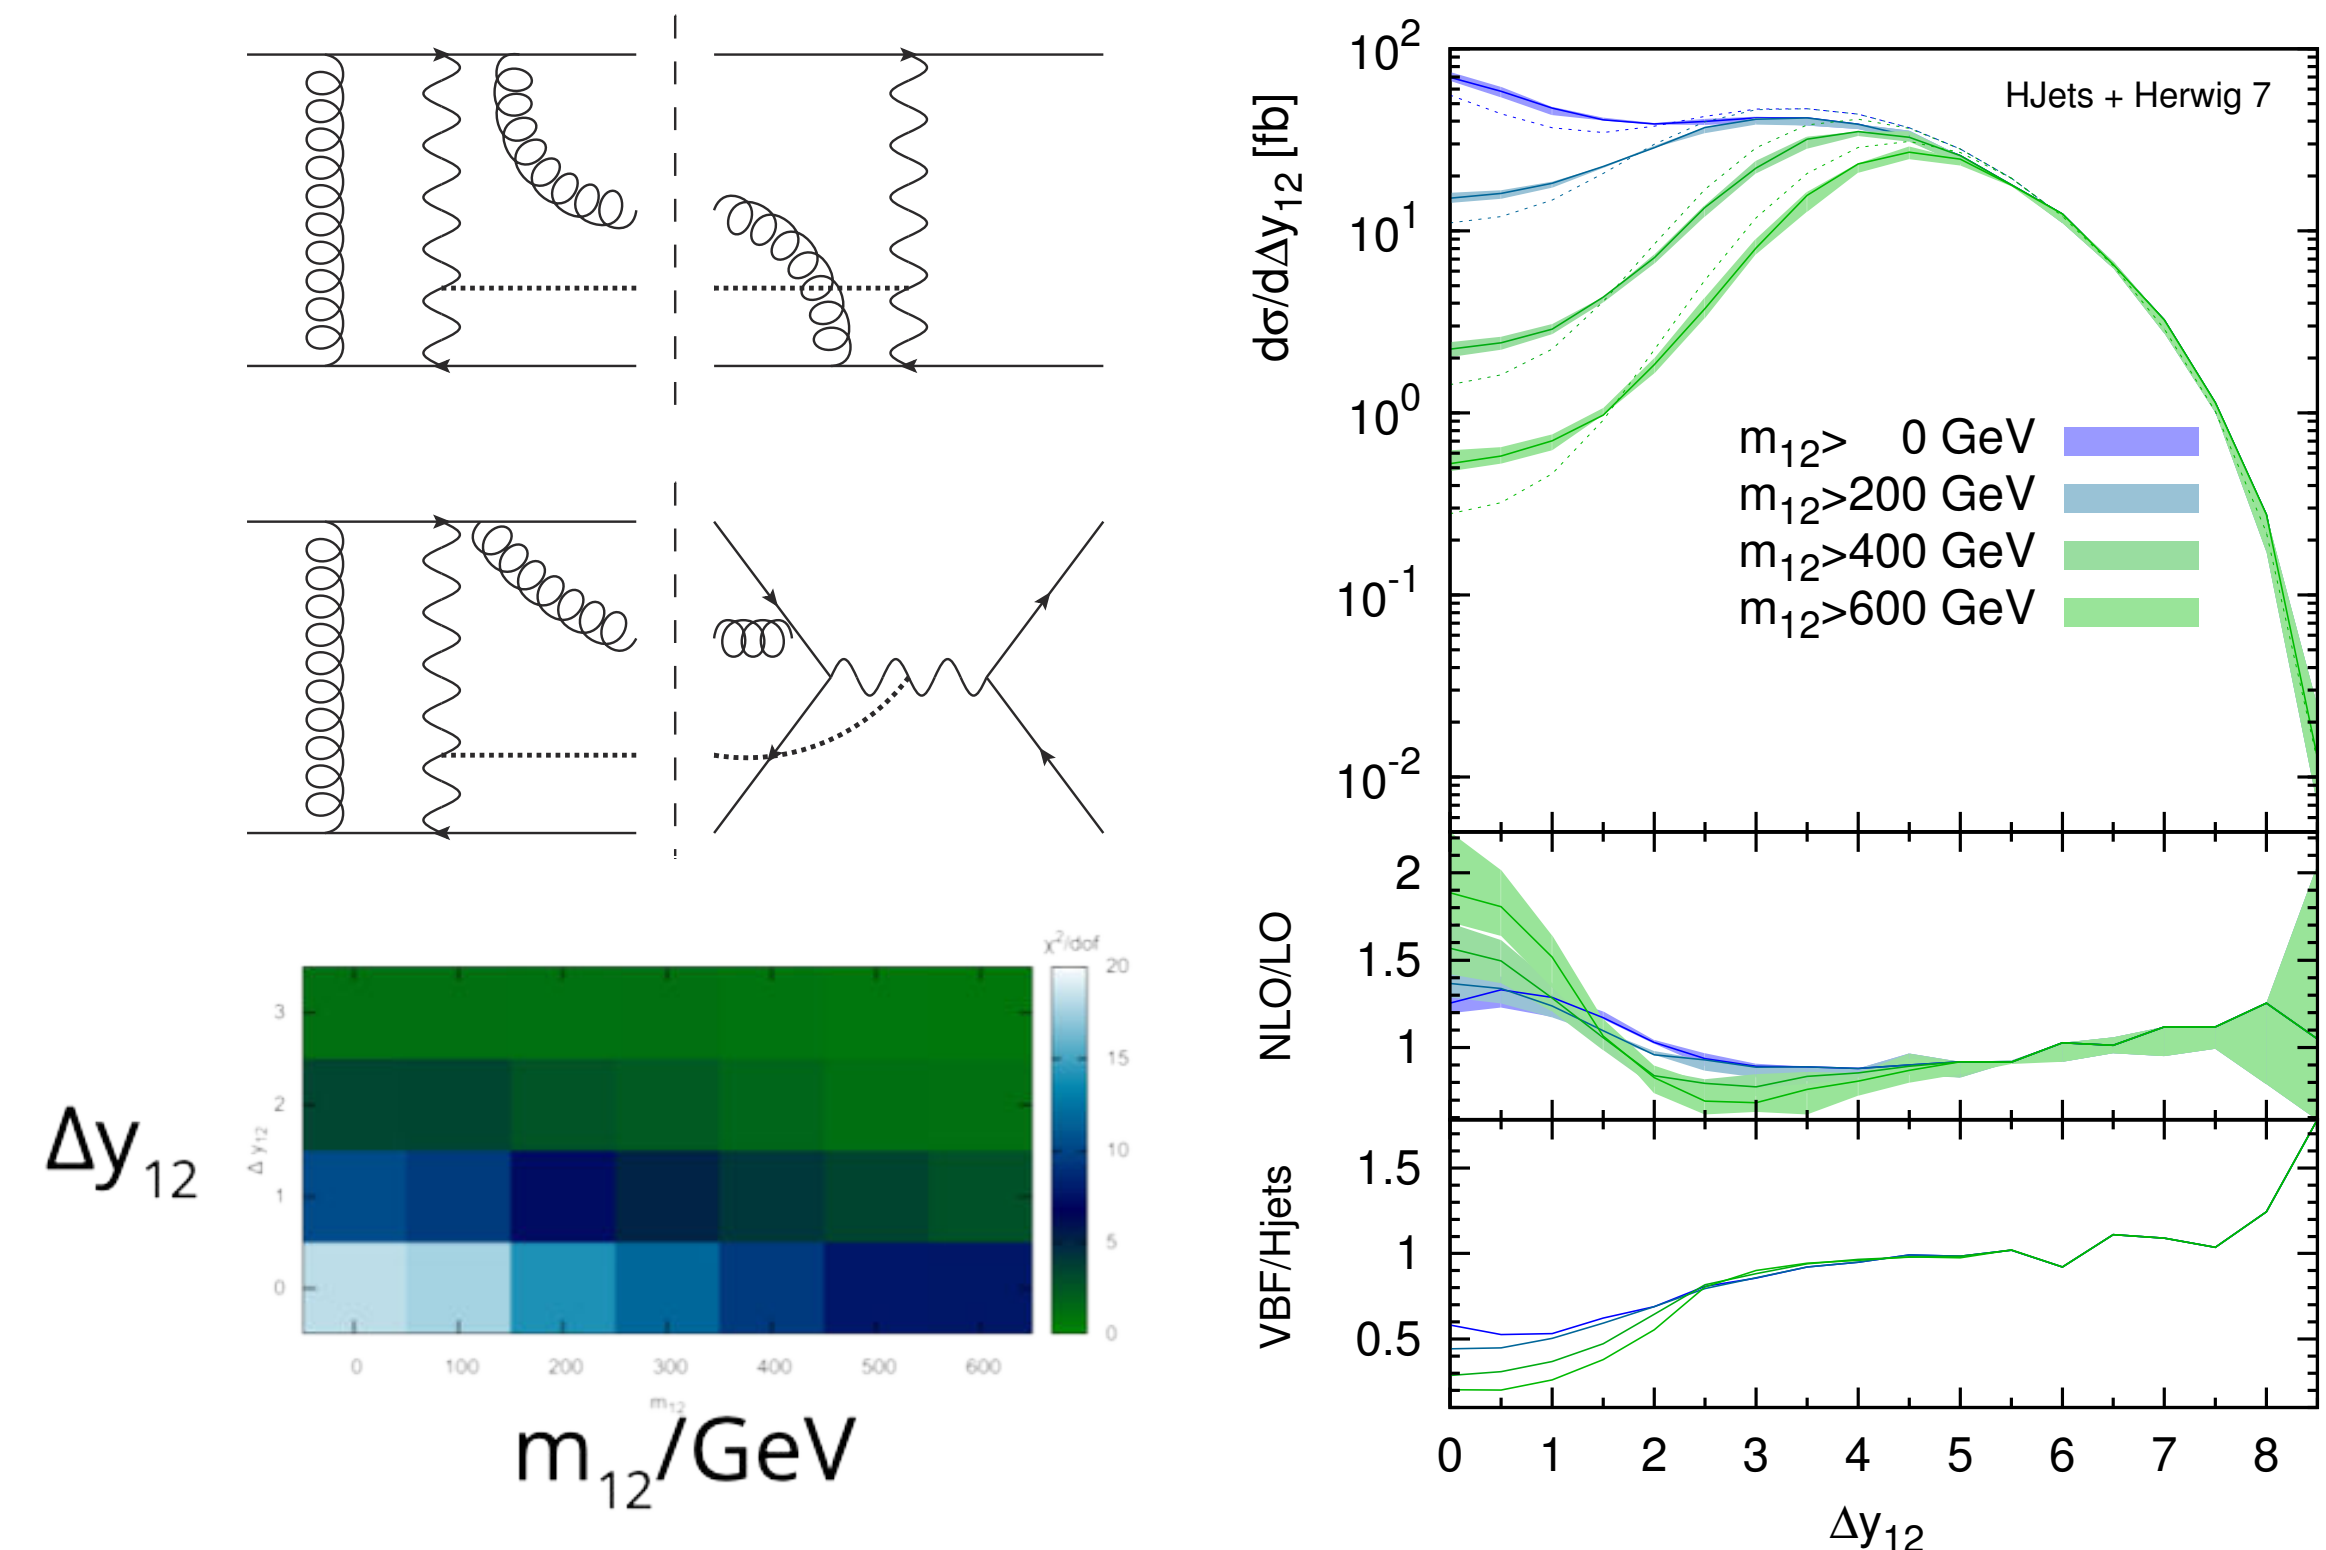 χ²/dof
20
15
10
5
0
3
2
1
0
Δ y₁₂
Δy₁₂
0 100 200 300 400 500 600
m₁₂
m₁₂/GeV
HJets + Herwig 7
dσ/dΔy₁₂ [fb]
10²
10¹
10⁰
10⁻¹
10⁻²
m₁₂> 0 GeV
m₁₂>200 GeV
m₁₂>400 GeV
m₁₂>600 GeV
NLO/LO
2
1.5
1
VBF/Hjets
1.5
1
0.5
0 1 2 3 4 5 6 7 8
Δy₁₂